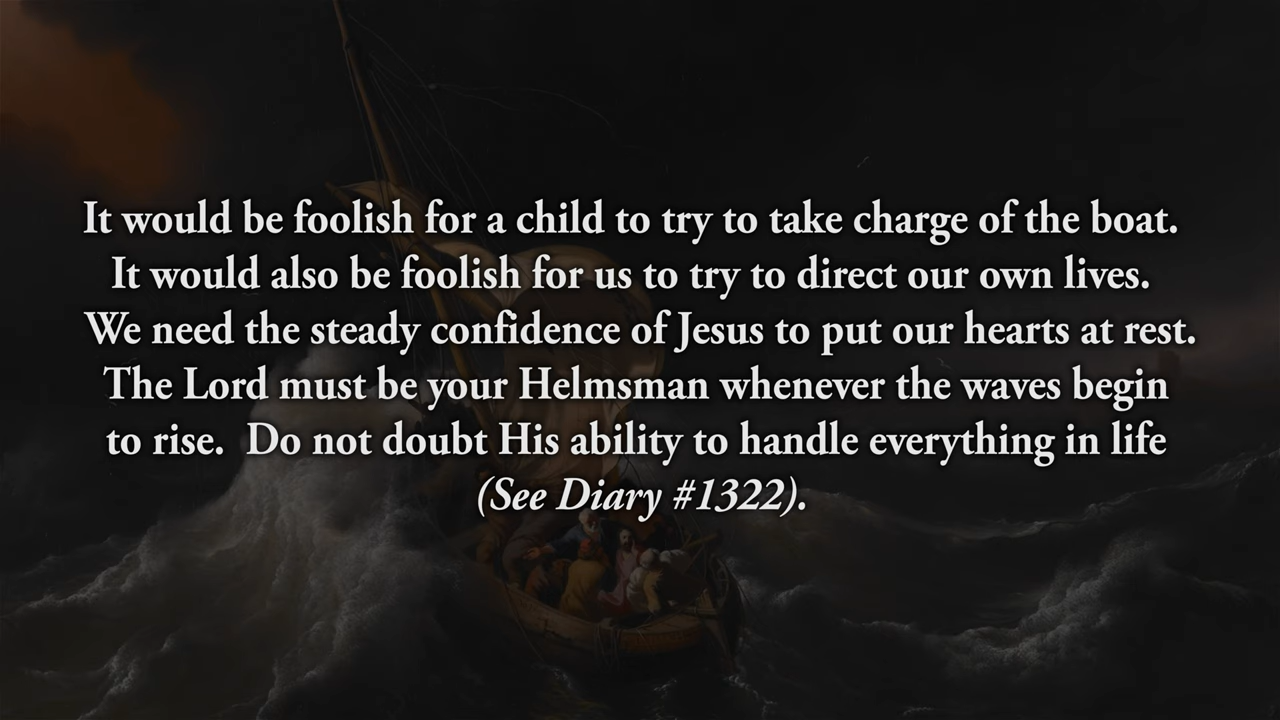 It would be foolish for a child to try to take charge of the boat.
It would also be foolish for us to try to direct our own lives.
We need the steady confidence of Jesus to put our hearts at rest.
The Lord must be your Helmsman whenever the waves begin
to rise.  Do not doubt His ability to handle everything in life
(See Diary #1322).